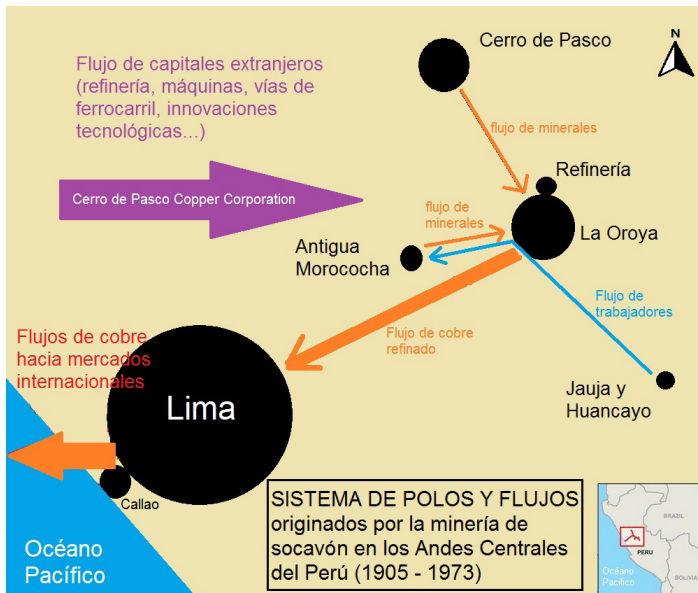 Cerro de Pasco
N
Flujo de capitales extranjeros
(refinería, máquinas, vías de
ferrocarril, innovaciones
tecnológicas...)
flujo de minerales
Refinería
Cerro de Pasco Copper Corporation
flujo de
minerales
La Oroya
Antigua
Morococha
Flujo de
trabajadores
Flujo de cobre
refinado
Flujos de cobre
hacia mercados
internacionales
Jauja y
Huancayo
Lima
Callao
SISTEMA DE POLOS Y FLUJOS
originados por la minería de
socavón en los Andes Centrales
del Perú (1905 - 1973)
Océano
Pacífico
BRAZIL
PERU
BOLIVIA
Océano
Pacífico